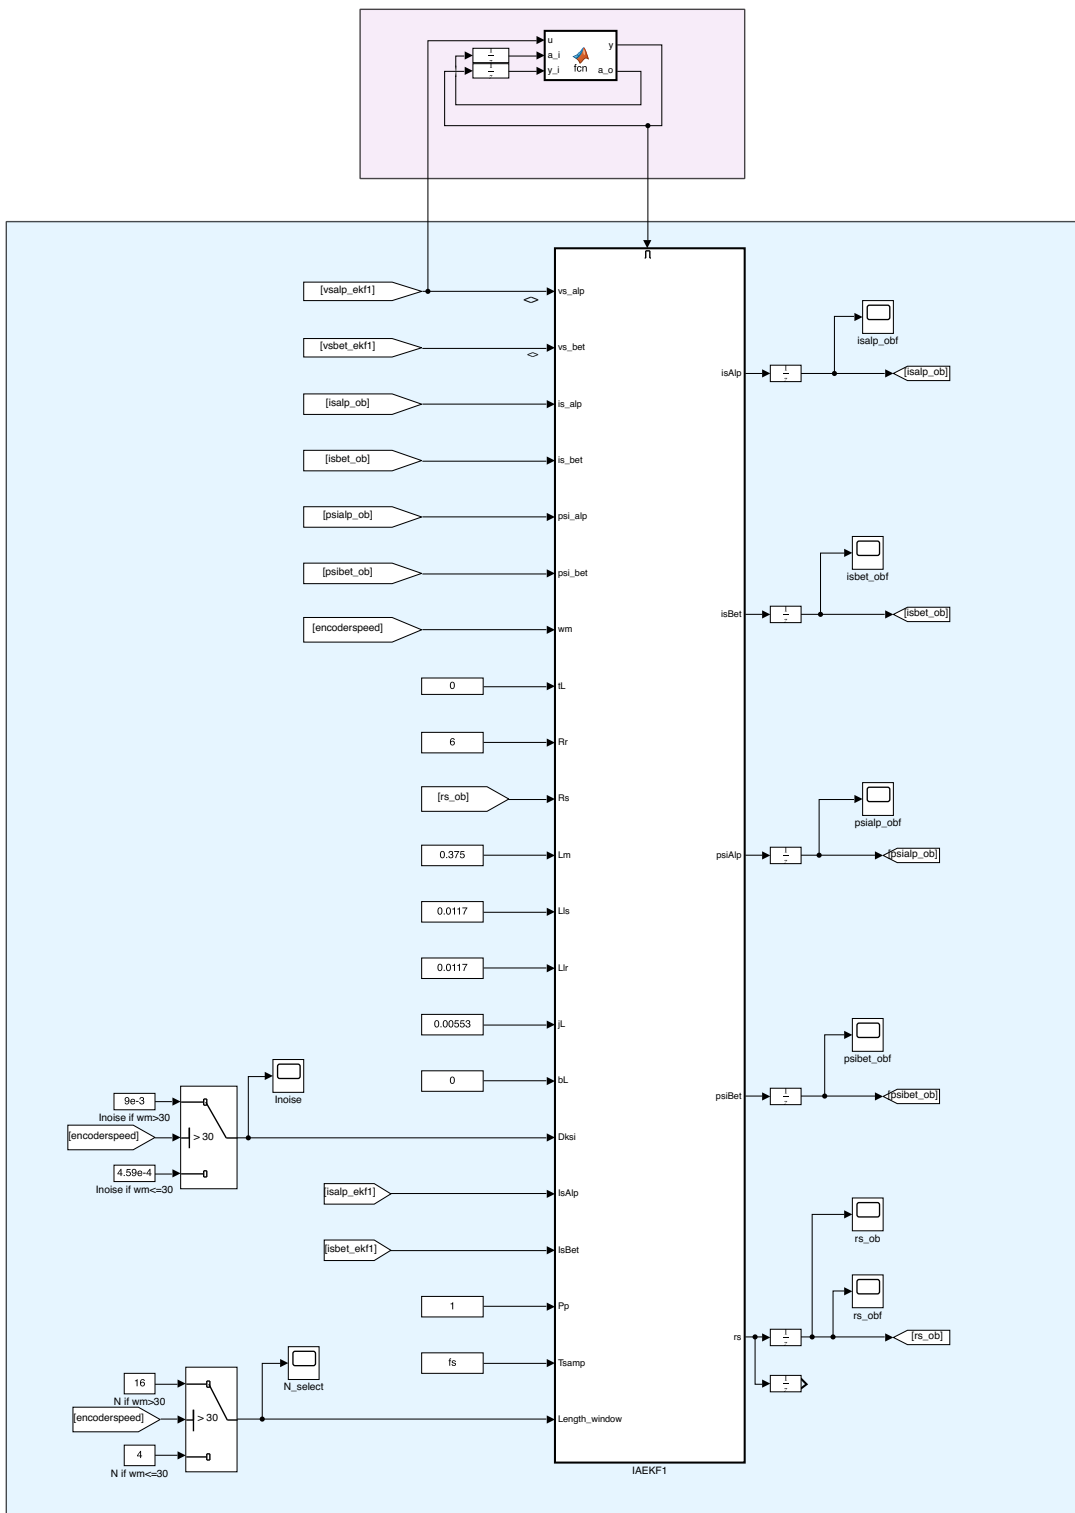 u
a_i
y_i
fcn
y
a_o
[vsalp_ekf1]
<>
vs_alp
[vsbet_ekf1]
<>
vs_bet
isalp_obf
isAlp
[isalp_ob]
[isalp_ob]
is_alp
[isbet_ob]
is_bet
[psialp_ob]
psi_alp
isbet_obf
[psibet_ob]
psi_bet
isBet
[isbet_ob]
[encoderspeed]
wm
0
tL
6
Rr
[rs_ob]
Rs
psialp_obf
0.375
Lm
psiAlp
[psialp_ob]
0.0117
Lls
0.0117
Llr
0.00553
jL
psibet_obf
0
bL
psiBet
[psibet_ob]
Inoise
9e-3
Inoise if wm>30
[encoderspeed]
> 30
Dksi
4.59e-4
Inoise if wm<=30
[isalp_ekf1]
IsAlp
rs_ob
[isbet_ekf1]
IsBet
1
Pp
rs_obf
rs
[rs_ob]
fs
Tsamp
N_select
16
N if wm>30
[encoderspeed]
> 30
Length_window
4
N if wm<=30
IAEKF1